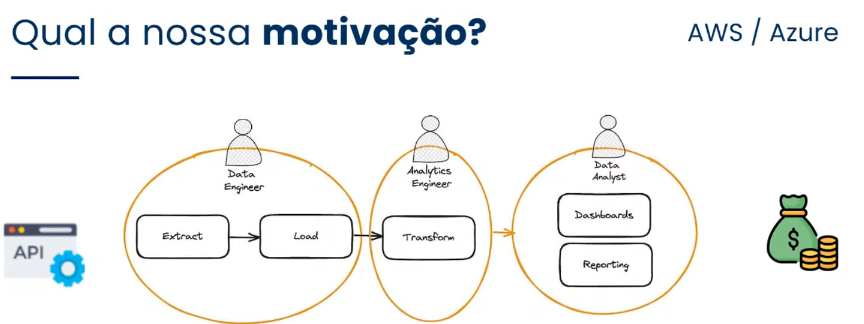 Qual a nossa motivação?
AWS / Azure
Data
Engineer
Analytics
Engineer
Data
Analyst
Extract
Load
Transform
Dashboards
Reporting
API
$